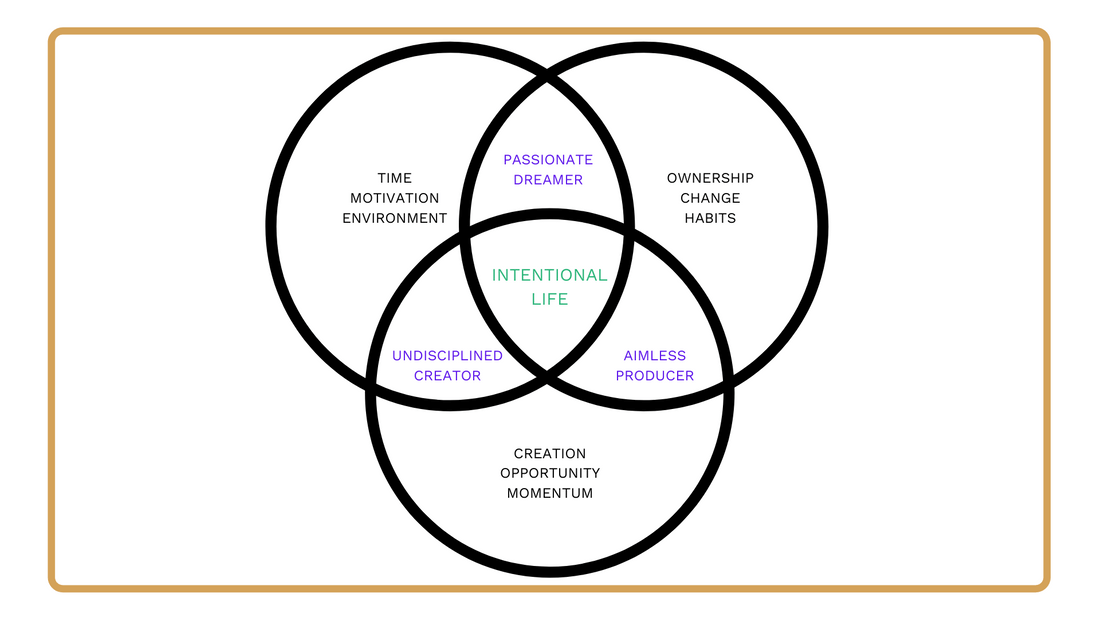 PASSIONATE
DREAMER
TIME
MOTIVATION
ENVIRONMENT
OWNERSHIP
CHANGE
HABITS
INTENTIONAL
LIFE
UNDISCIPLINED
CREATOR
AIMLESS
PRODUCER
CREATION
OPPORTUNITY
MOMENTUM